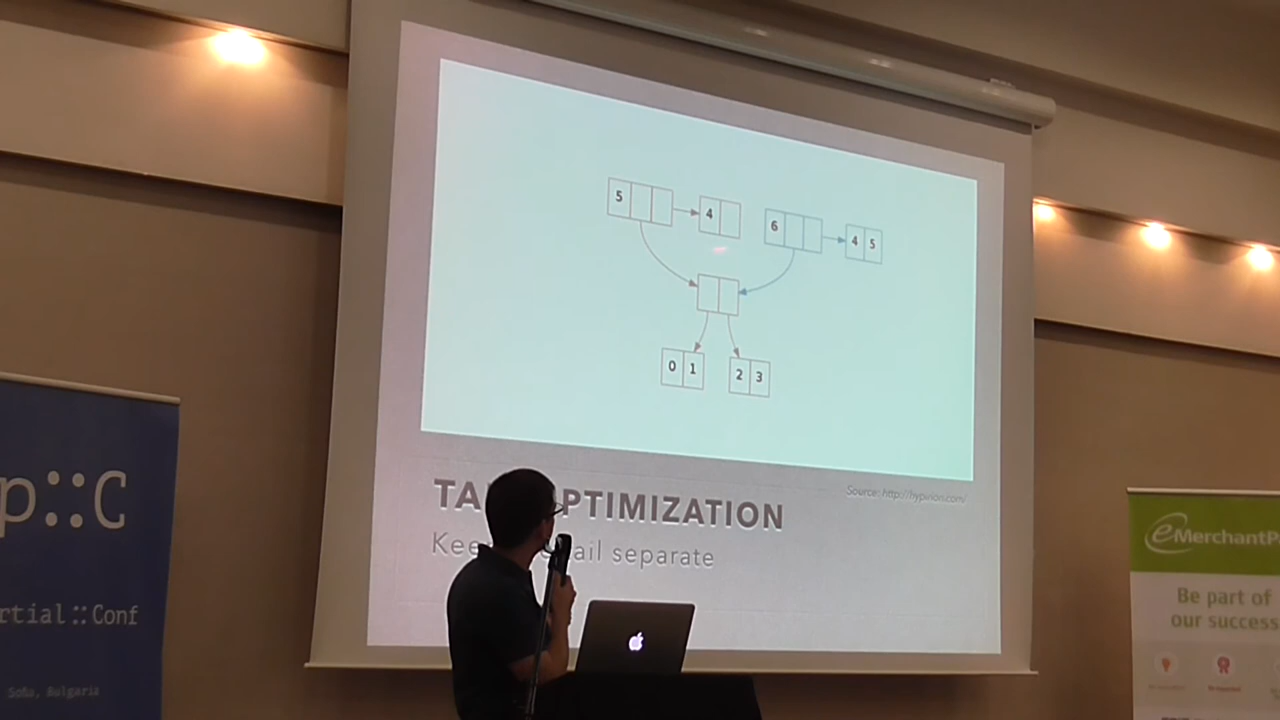 5 4 6 4 5
0 1 2 3
TA PTIMIZATION
Kee ail separate
Source: http://hypirion.com/
p::C
rtial::Conf
Sofia, Bulgaria
eMerchantPa
Be part of
our success